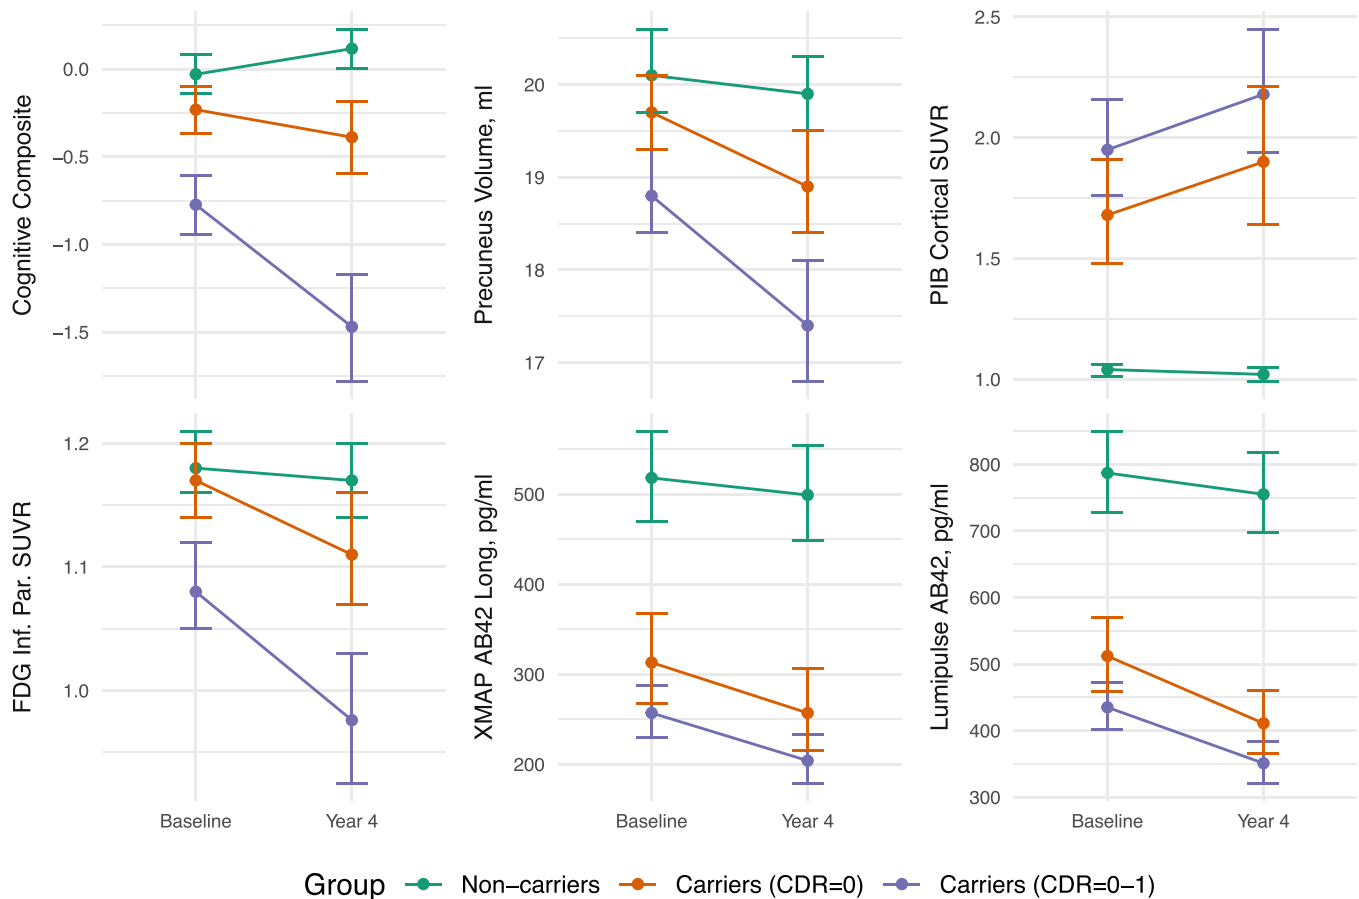 Cognitive Composite
0.0
−0.5
−1.0
−1.5
Precuneus Volume, ml
20
19
18
17
PIB Cortical SUVR
2.5
2.0
1.5
1.0
FDG Inf. Par. SUVR
1.2
1.1
1.0
Baseline
Year 4
XMAP AB42 Long, pg/ml
500
400
300
200
Baseline
Year 4
Lumipulse AB42, pg/ml
800
700
600
500
400
300
Baseline
Year 4
Group Non−carriers Carriers (CDR=0) Carriers (CDR=0−1)